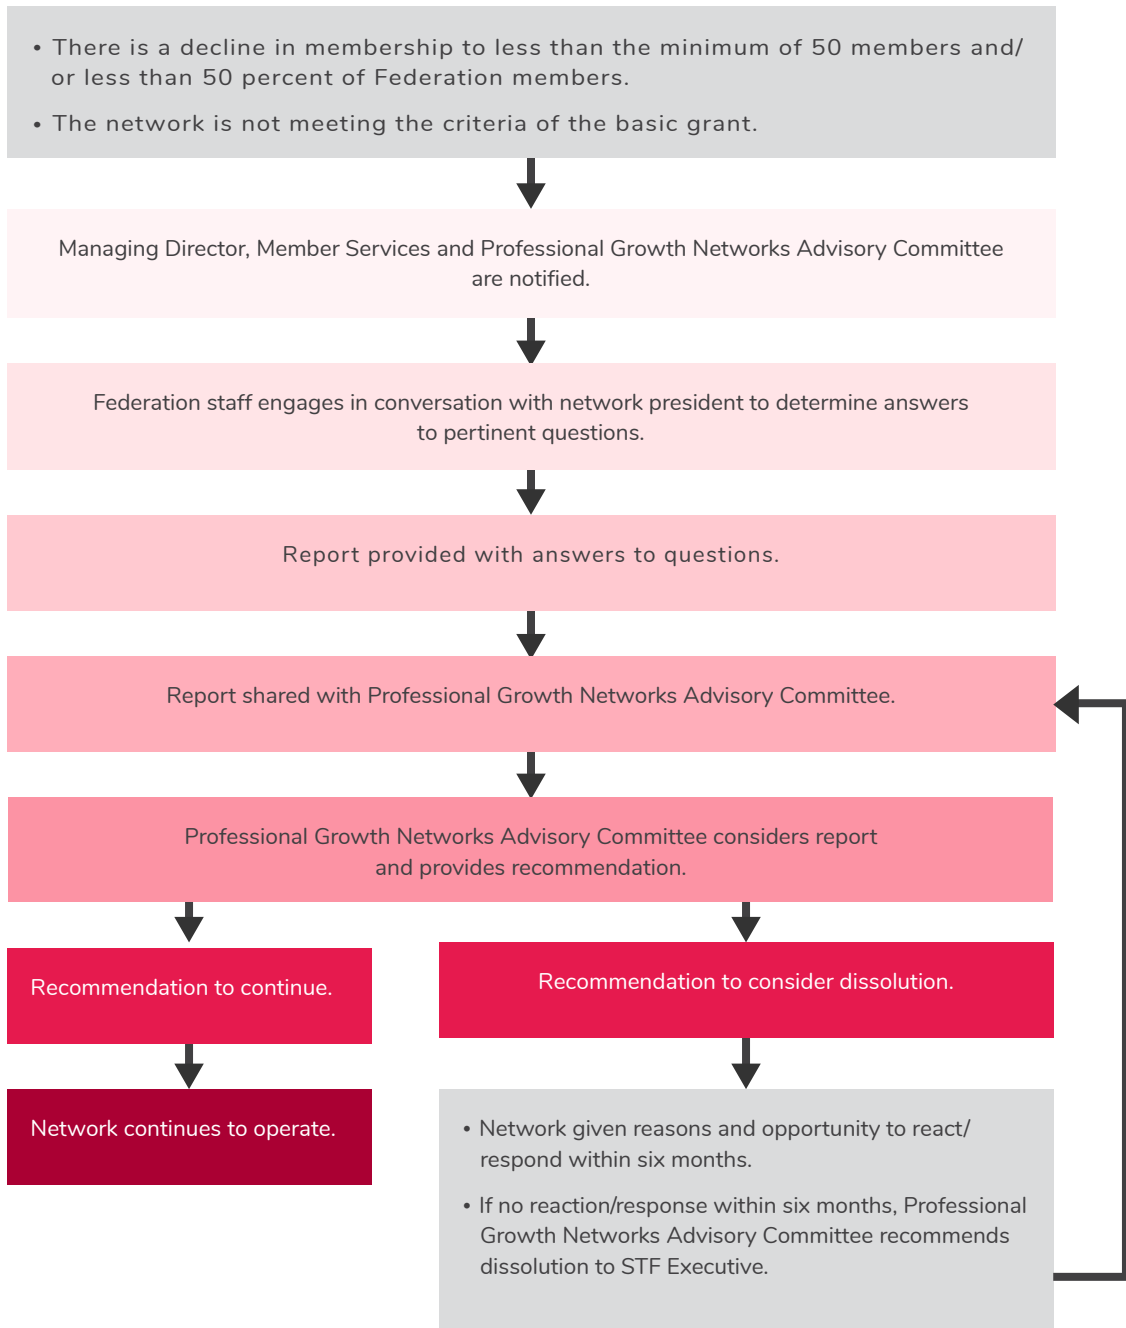 • There is a decline in membership to less than the minimum of 50 members and/
or less than 50 percent of Federation members.
• The network is not meeting the criteria of the basic grant.
Managing Director, Member Services and Professional Growth Networks Advisory Committee
are notified.
Federation staff engages in conversation with network president to determine answers
to pertinent questions.
Report provided with answers to questions.
Report shared with Professional Growth Networks Advisory Committee.
Professional Growth Networks Advisory Committee considers report
and provides recommendation.
Recommendation to continue.
Recommendation to consider dissolution.
Network continues to operate.
• Network given reasons and opportunity to react/
respond within six months.
• If no reaction/response within six months, Professional
Growth Networks Advisory Committee recommends
dissolution to STF Executive.